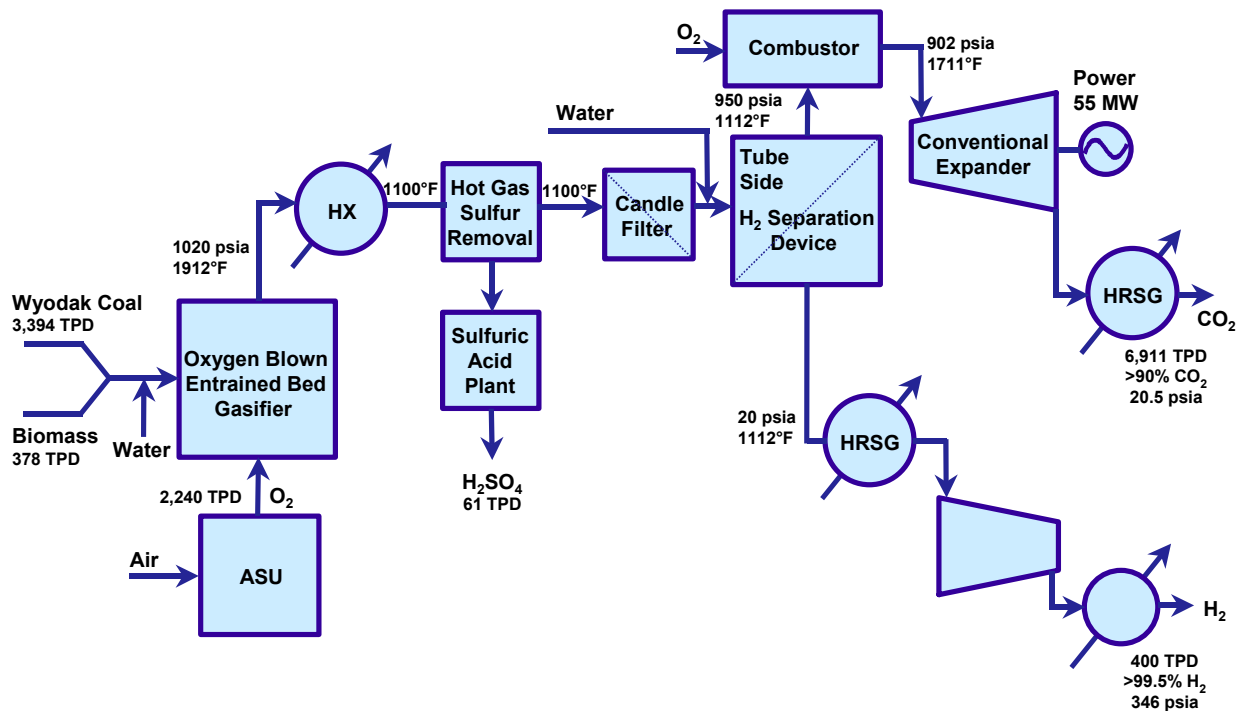 O₂
Combustor
902 psia
1711°F
Power
55 MW
950 psia
1112°F
Water
Conventional
Expander
Tube
Side
H₂ Separation
Device
1100°F
Hot Gas
Sulfur
Removal
1100°F
Candle
Filter
HX
1020 psia
1912°F
HRSG
CO₂
6,911 TPD
>90% CO₂
20.5 psia
Wyodak Coal
3,394 TPD
Oxygen Blown
Entrained Bed
Gasifier
Sulfuric
Acid
Plant
Biomass
378 TPD
Water
20 psia
1112°F
HRSG
H₂SO₄
61 TPD
2,240 TPD
O₂
Air
ASU
H₂
400 TPD
>99.5% H₂
346 psia